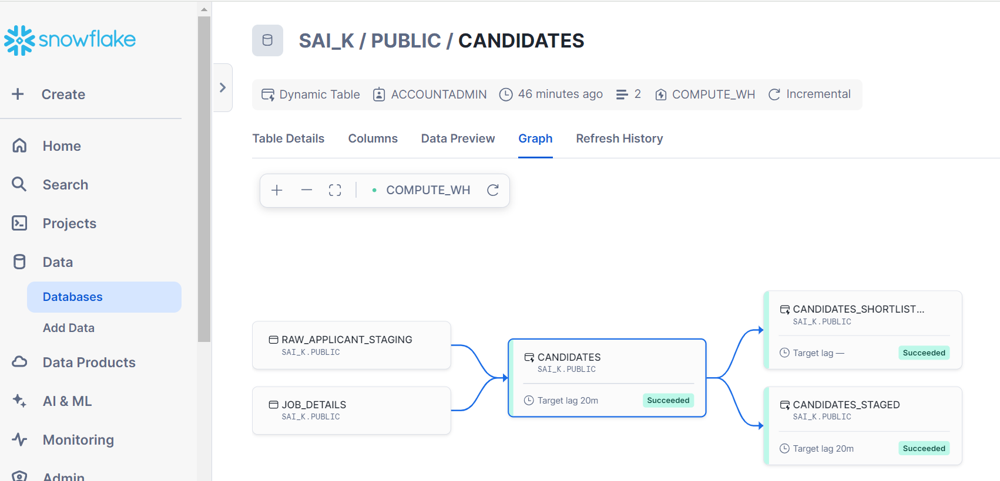 snowflake
Create
Home
Search
Projects
Data
Databases
Add Data
Data Products
AI & ML
Monitoring
Admin
SAI_K / PUBLIC / CANDIDATES
Dynamic Table ACCOUNTADMIN 46 minutes ago 2 COMPUTE_WH Incremental
Table Details Columns Data Preview Graph Refresh History
COMPUTE_WH
RAW_APPLICANT_STAGING
SAI_K.PUBLIC
JOB_DETAILS
SAI_K.PUBLIC
CANDIDATES
SAI_K.PUBLIC
Target lag 20m Succeeded
CANDIDATES_SHORTLIST...
SAI_K.PUBLIC
Target lag — Succeeded
CANDIDATES_STAGED
SAI_K.PUBLIC
Target lag 20m Succeeded